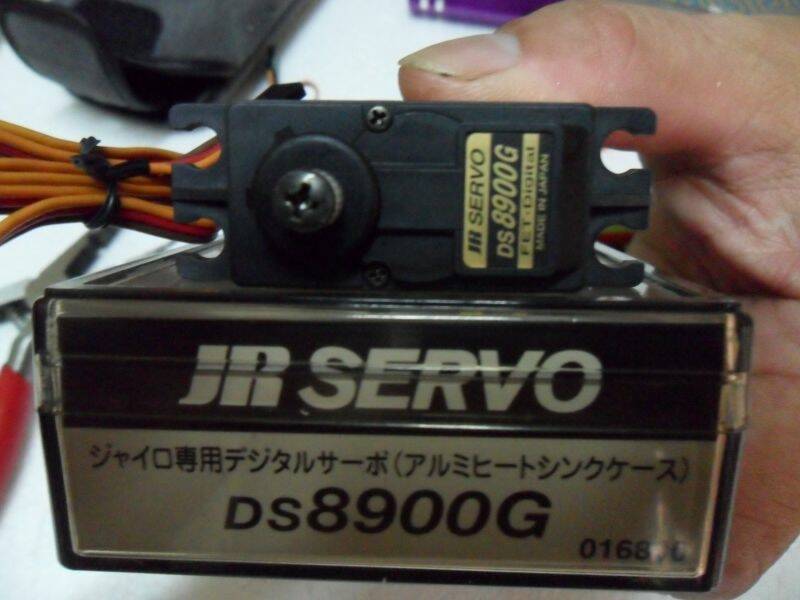 JR SERVO
DS8900G
FET-Digital
MADE IN JAPAN
JR SERVO
ジャイロ専用デジタルサーボ(アルミヒートシンクケース)
DS8900G